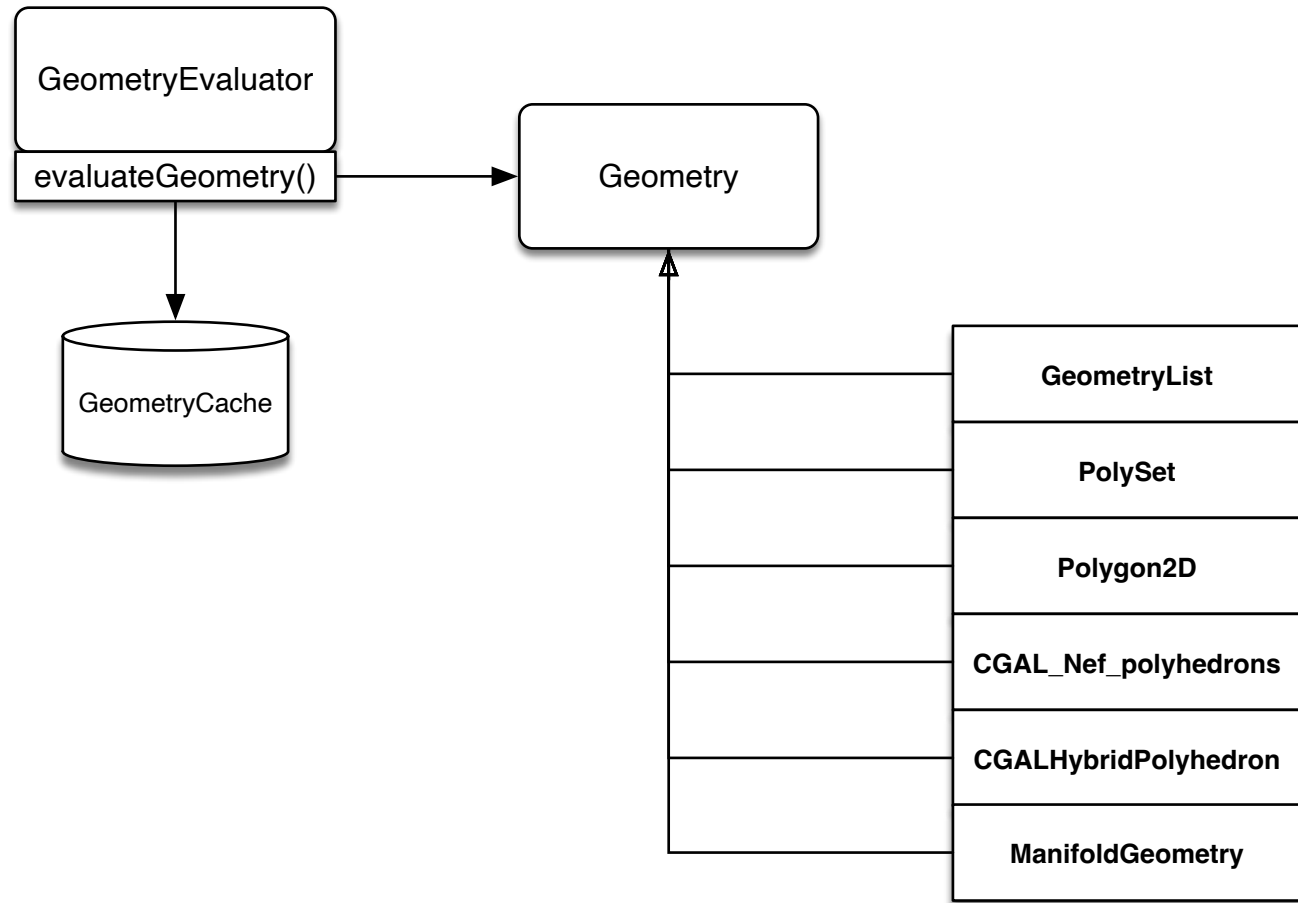 GeometryEvaluator
evaluateGeometry()
Geometry
GeometryCache
GeometryList
PolySet
Polygon2D
CGAL_Nef_polyhedrons
CGALHybridPolyhedron
ManifoldGeometry